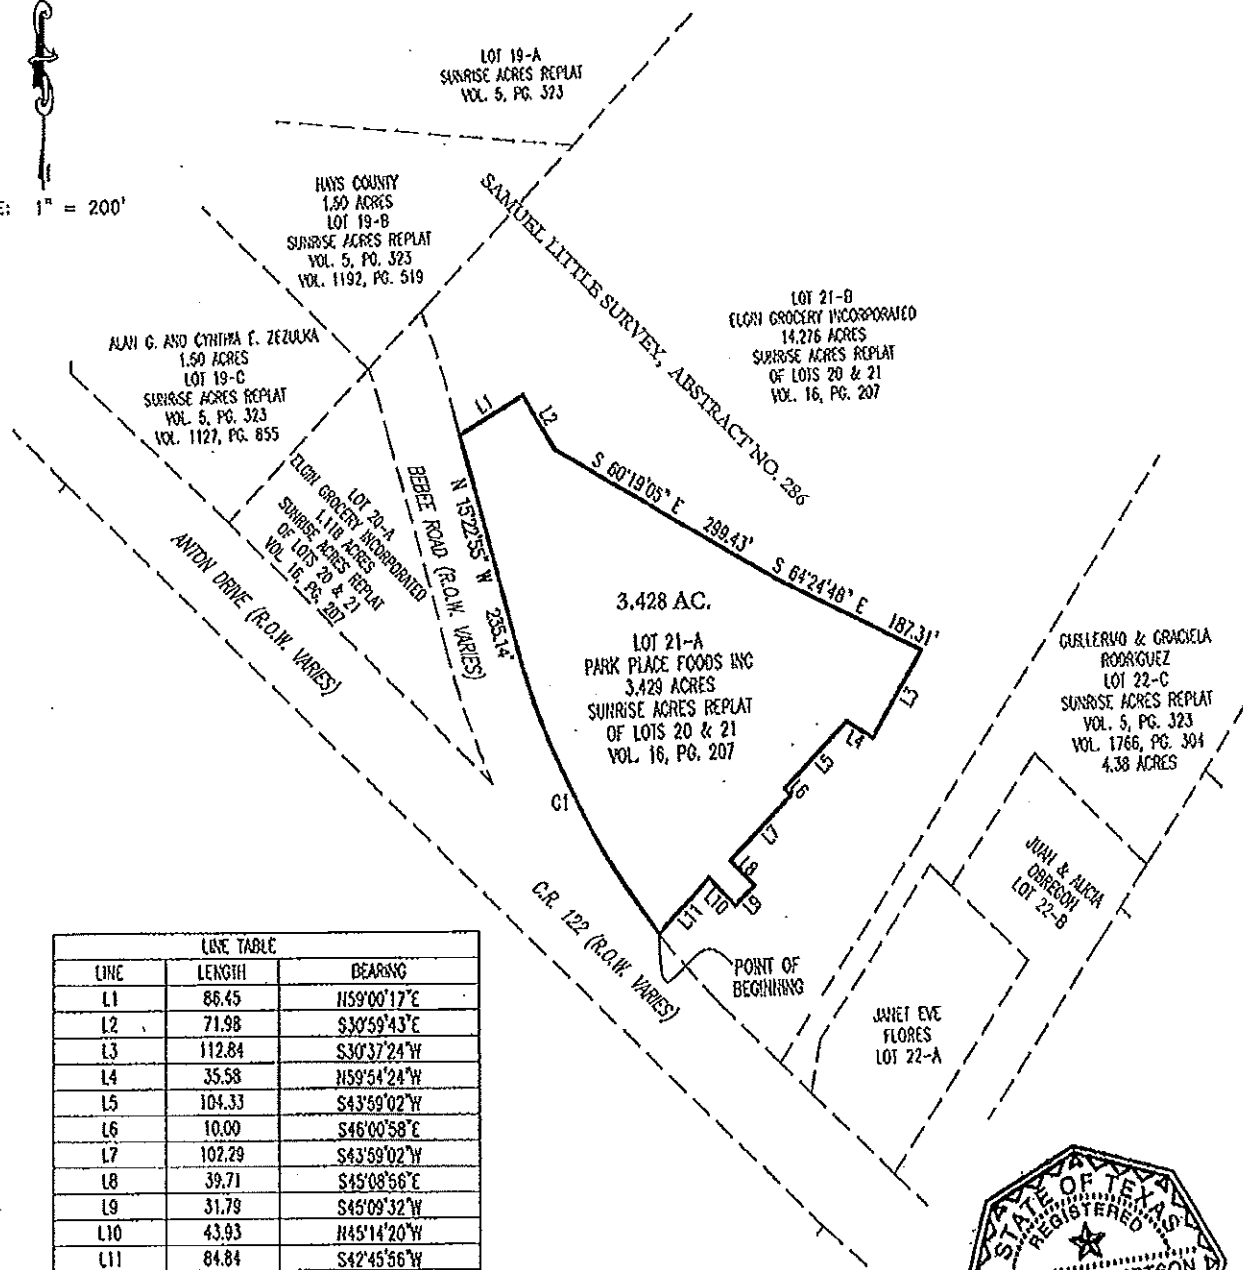 E: 1" = 200'
LOT 19-A
SUNRISE ACRES REPLAT
VOL. 5, PG. 323
HAYS COUNTY
1.50 ACRES
LOT 19-B
SUNRISE ACRES REPLAT
VOL. 5, PG. 323
VOL. 1192, PG. 519
SAMUEL LITTLE SURVEY, ABSTRACT NO. 286
LOT 21-B
ELGIN GROCERY INCORPORATED
14.276 ACRES
SUNRISE ACRES REPLAT
OF LOTS 20 & 21
VOL. 16, PG. 207
ALAN G. AND CYNTHIA E. ZEZULKA
1.50 ACRES
LOT 19-C
SUNRISE ACRES REPLAT
VOL. 5, PG. 323
VOL. 1127, PG. 855
L1
L2
LOT 20-A
ELGIN GROCERY INCORPORATED
1.118 ACRES
SUNRISE ACRES REPLAT
OF LOTS 20 & 21
VOL. 16, PG. 207
BEBEE ROAD (R.O.W. VARIES)
N 15°22'55" W 235.14'
S 60°19'05" E 299.43'
S 64°24'48" E 187.31'
ANTON DRIVE (R.O.W. VARIES)
3.428 AC.
LOT 21-A
PARK PLACE FOODS INC
3.429 ACRES
SUNRISE ACRES REPLAT
OF LOTS 20 & 21
VOL. 16, PG. 207
GUILLERMO & GRACIELA
RODRIGUEZ
LOT 22-C
SUNRISE ACRES REPLAT
VOL. 5, PG. 323
VOL. 1766, PG. 304
4.38 ACRES
L3
L4
L5
L6
L7
L8
L9
L10
L11
C1
C.R. 122 (R.O.W. VARIES)
POINT OF
BEGINNING
JUAN & ALICIA
OBREGON
LOT 22-B
JANET EVE
FLORES
LOT 22-A
LINE TABLE
LINE LENGTH BEARING
L1 86.45 N59°00'17"E
L2 71.98 S30°59'43"E
L3 112.84 S30°37'24"W
L4 35.58 N59°54'24"W
L5 104.33 S43°59'02"W
L6 10.00 S46°00'58"E
L7 102.29 S43°59'02"W
L8 39.71 S45°08'56"E
L9 31.79 S45°09'32"W
L10 43.93 N45°14'20"W
L11 84.84 S42°45'56"W
STATE OF TEXAS
REGISTERED